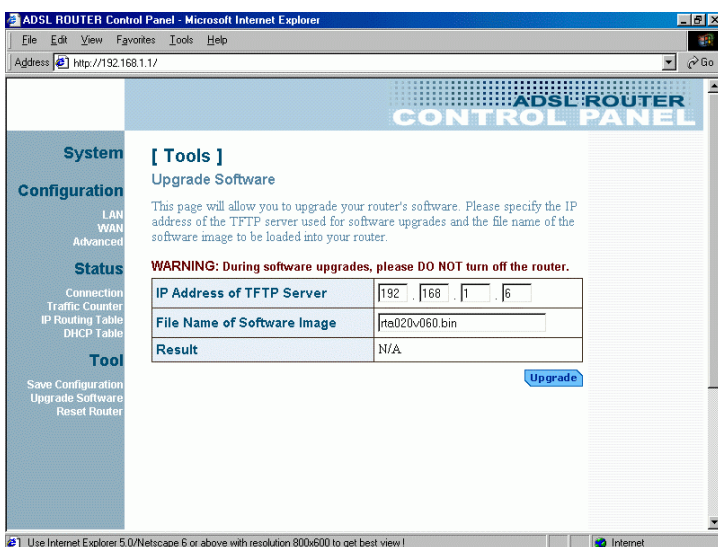 ADSL ROUTER Control Panel - Microsoft Internet Explorer
File Edit View Favorites Tools Help
Address http://192.168.1.1/ Go
ADSL ROUTER
CONTROL PANEL
System
Configuration
LAN
WAN
Advanced
Status
Connection
Traffic Counter
IP Routing Table
DHCP Table
Tool
Save Configuration
Upgrade Software
Reset Router
[ Tools ]
Upgrade Software
This page will allow you to upgrade your router's software. Please specify the IP
address of the TFTP server used for software upgrades and the file name of the
software image to be loaded into your router.
WARNING: During software upgrades, please DO NOT turn off the router.
IP Address of TFTP Server 192 . 168 . 1 . 6
File Name of Software Image rta020v060.bin
Result N/A
Upgrade
Use Internet Explorer 5.0/Netscape 6 or above with resolution 800x600 to get best view ! Internet